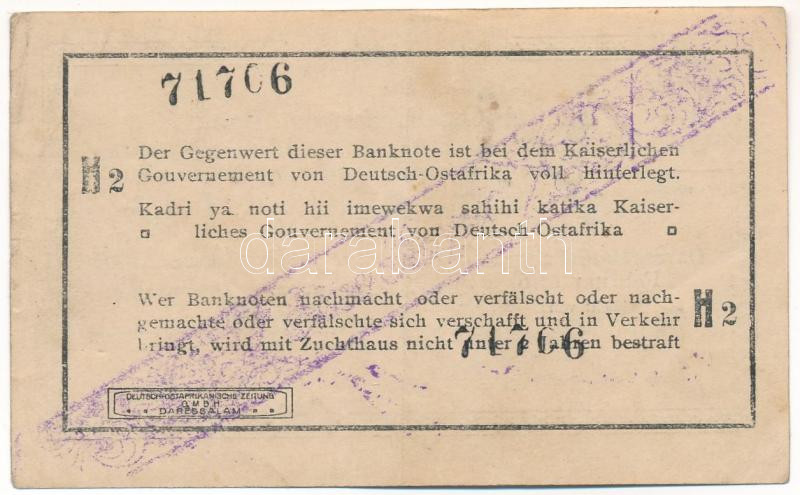 71706
Der Gegenwert dieser Banknote ist bei dem Kaiserlichen
H2 Gouvernement von Deutsch-Ostafrika voll hinterlegt.
Kadri ya noti hii imewekwa sahihi katika Kaiser-
liches Gouvernement von Deutsch-Ostafrika
darabanth
Wer Banknoten nachmacht oder verfälscht oder nach-
gemachte oder verfälschte sich verschafft und in Verkehr H2
bringt, wird mit Zuchthaus nicht unter 2 Jahren bestraft
71706
DEUTSCH-OSTAFRIKANISCHE ZEITUNG
G.M.B.H.
DARESSALAM